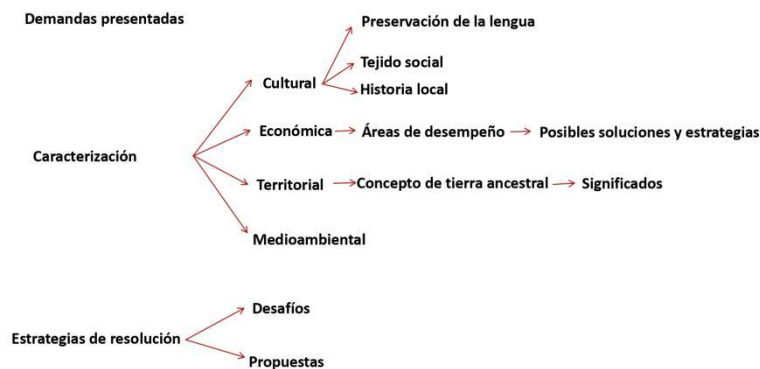 Demandas presentadas
Preservación de la lengua
Tejido social
Cultural
Historia local
Económica
Áreas de desempeño
Posibles soluciones y estrategias
Caracterización
Territorial
Concepto de tierra ancestral
Significados
Medioambiental
Desafíos
Estrategias de resolución
Propuestas